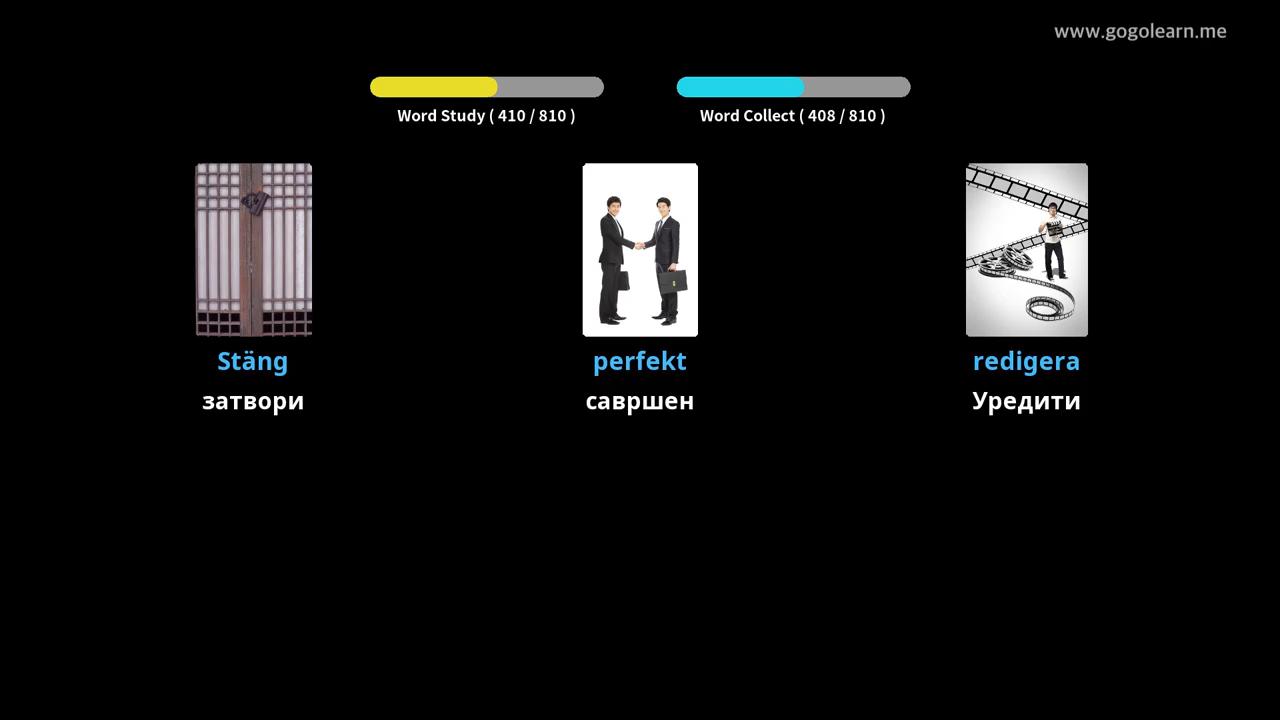 www.gogolearn.me
Word Study ( 410 / 810 )
Word Collect ( 408 / 810 )
Stäng
затвори
perfekt
савршен
redigera
Уредити